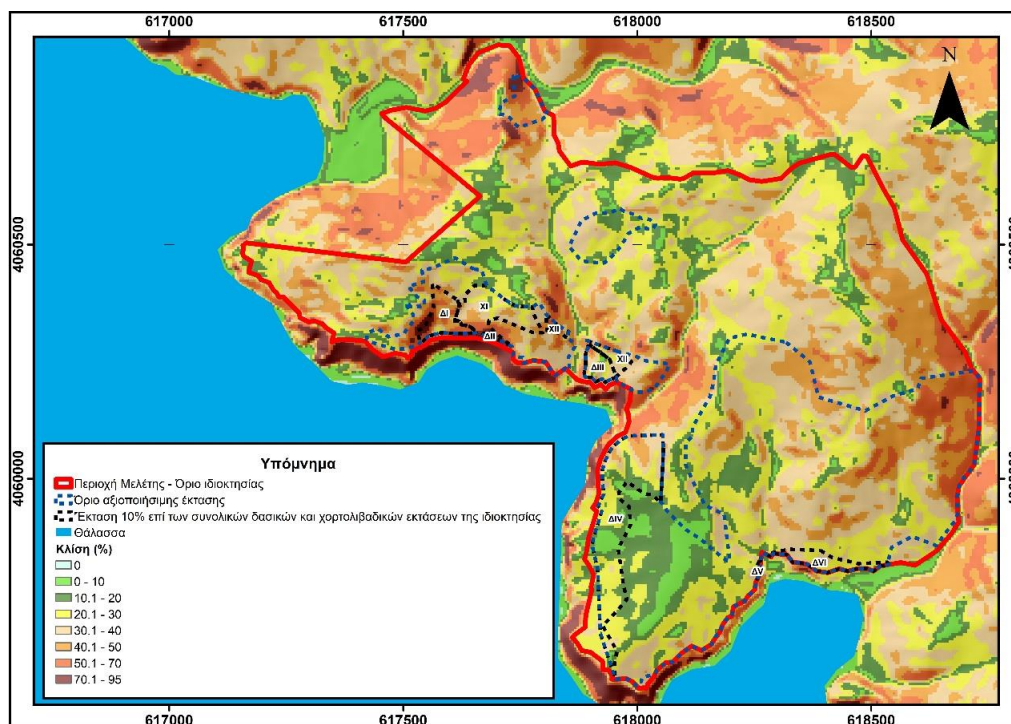 617000 617500 618000 618500
N
4060500
4060500
ΔΙ
ΧΙ
ΧΙΙ
ΔΙΙ
ΔΙΙΙ
ΧΙΙ
4060000
4060000
ΔΙV
ΔV
ΔVI
Υπόμνημα
Περιοχή Μελέτης - Όριο ιδιοκτησίας
Όριο αξιοποιήσιμης έκτασης
Έκταση 10% επί των συνολικών δασικών και χορτολιβαδικών εκτάσεων της ιδιοκτησίας
Θάλασσα
Κλίση (%)
0
0 - 10
10.1 - 20
20.1 - 30
30.1 - 40
40.1 - 50
50.1 - 70
70.1 - 95
617000 617500 618000 618500